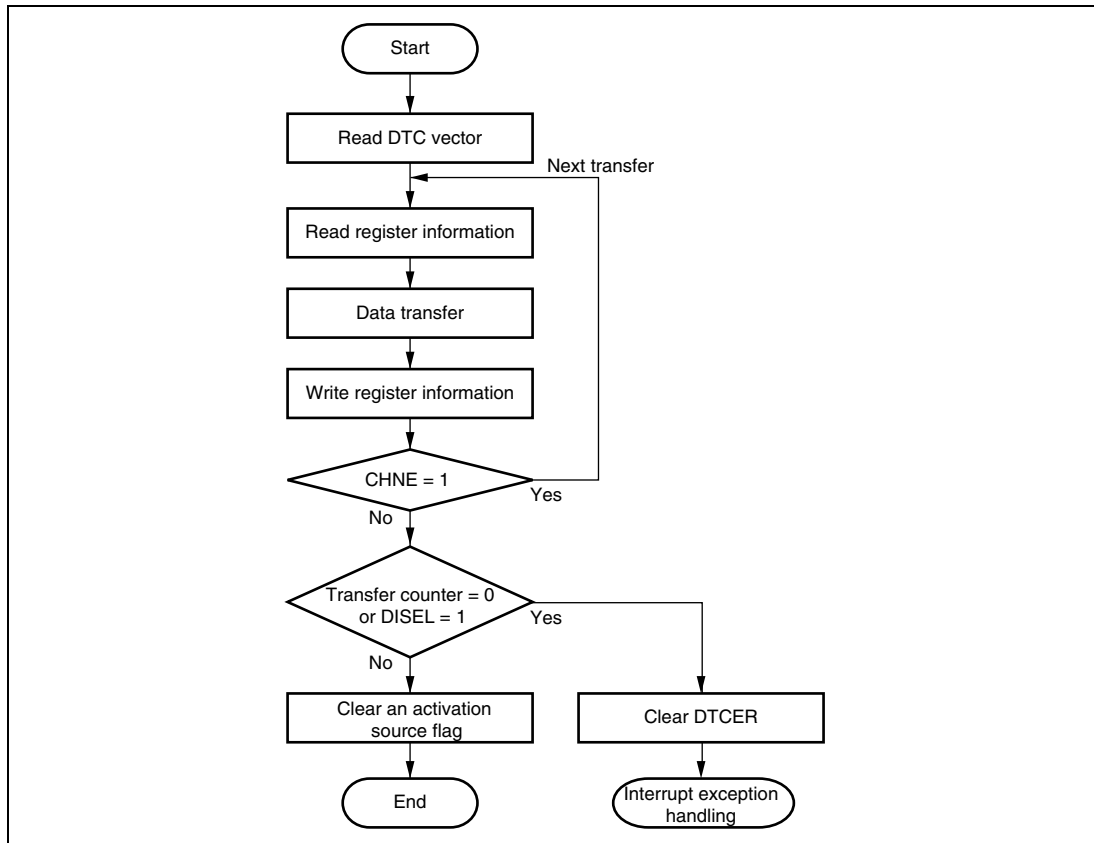 Start
Read DTC vector
Next transfer
Read register information
Data transfer
Write register information
CHNE = 1
Yes
No
Transfer counter = 0
or DISEL = 1
Yes
No
Clear an activation
source flag
Clear DTCER
End
Interrupt exception
handling